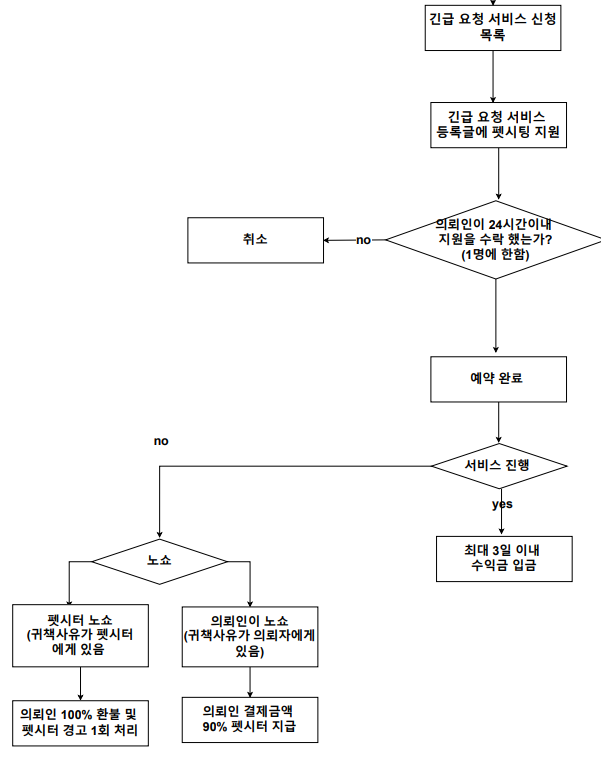 긴급 요청 서비스 신청
목록
긴급 요청 서비스
등록글에 펫시팅 지원
의뢰인이 24시간이내
지원을 수락 했는가?
(1명에 한함)
no
취소
예약 완료
서비스 진행
no
yes
최대 3일 이내
수익금 입금
노쇼
펫시터 노쇼
(귀책사유가 펫시터
에게 있음
의뢰인이 노쇼
(귀책사유가 의뢰자에게
있음)
의뢰인 100% 환불 및
펫시터 경고 1회 처리
의뢰인 결제금액
90% 펫시터 지급